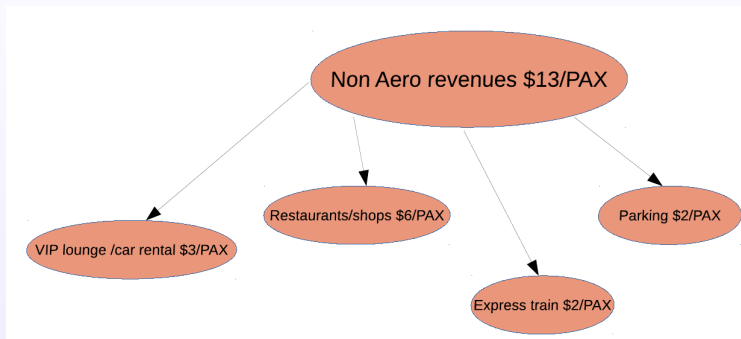 Non Aero revenues $13/PAX
Restaurants/shops $6/PAX
Parking $2/PAX
VIP lounge /car rental $3/PAX
Express train $2/PAX